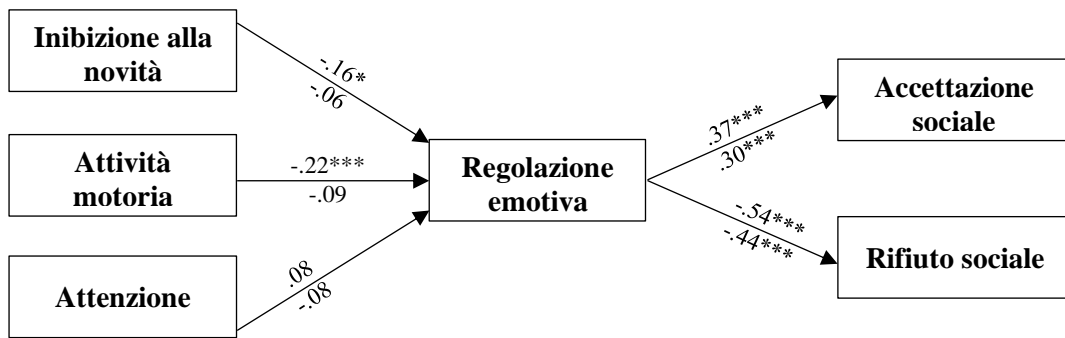 Inibizione alla
novità
-.16*
-.06
Attività
motoria
-.22***
-.09
Attenzione
.08
-.08
Regolazione
emotiva
.37***
.30***
-.54***
-.44***
Accettazione
sociale
Rifiuto sociale